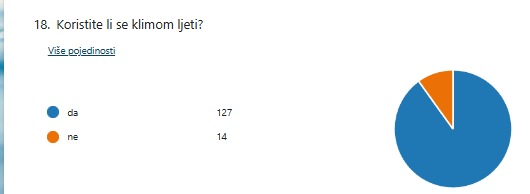 18. Koristite li se klimom ljeti?
Više pojedinosti
da 127
ne 14